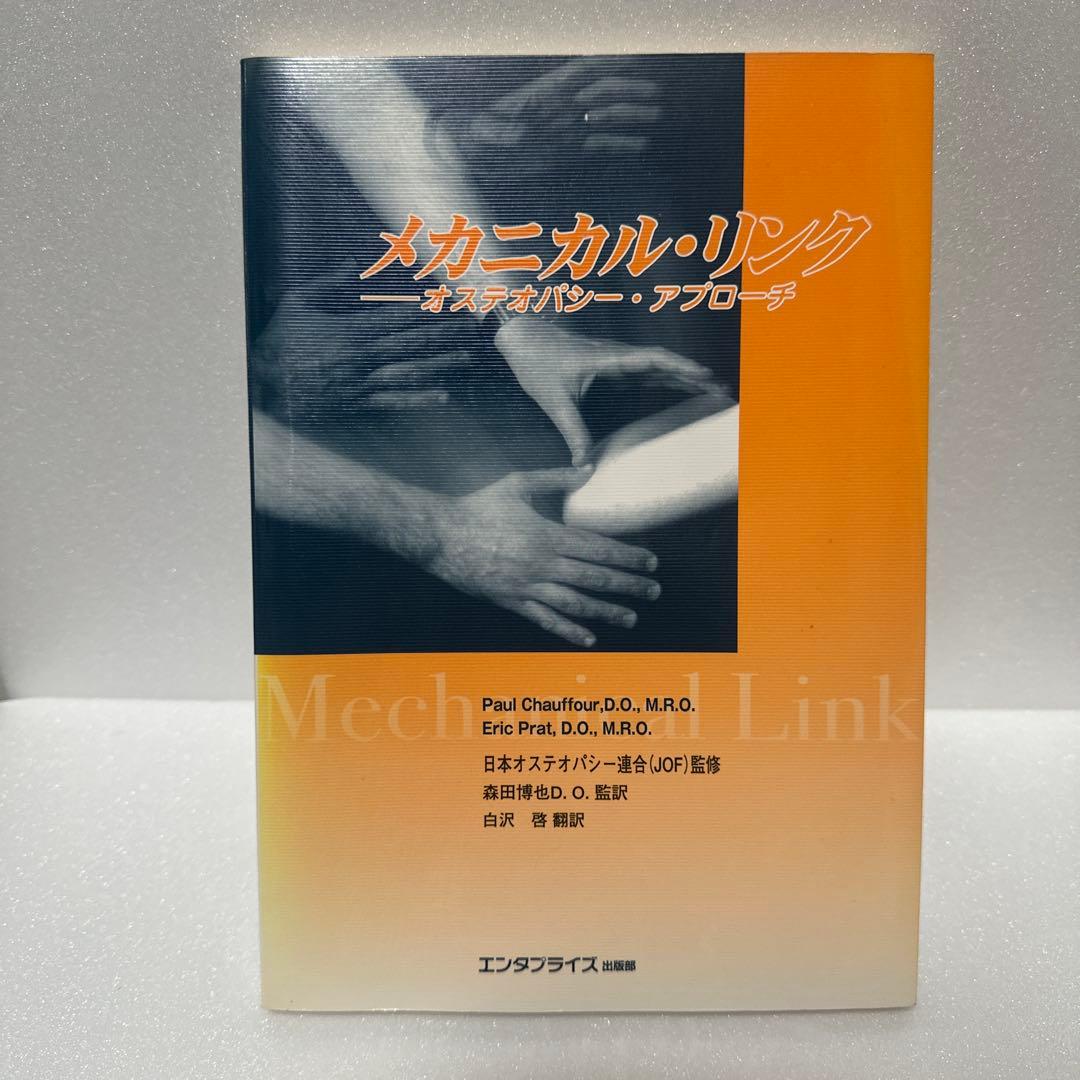 メカニカル・リンク
――オステオパシー・アプローチ
Mechanical Link
Paul Chauffour,D.O., M.R.O.
Eric Prat, D.O., M.R.O.
日本オステオパシー連合(JOF)監修
森田博也D. O. 監訳
白沢　啓 翻訳
エンタプライズ 出版部